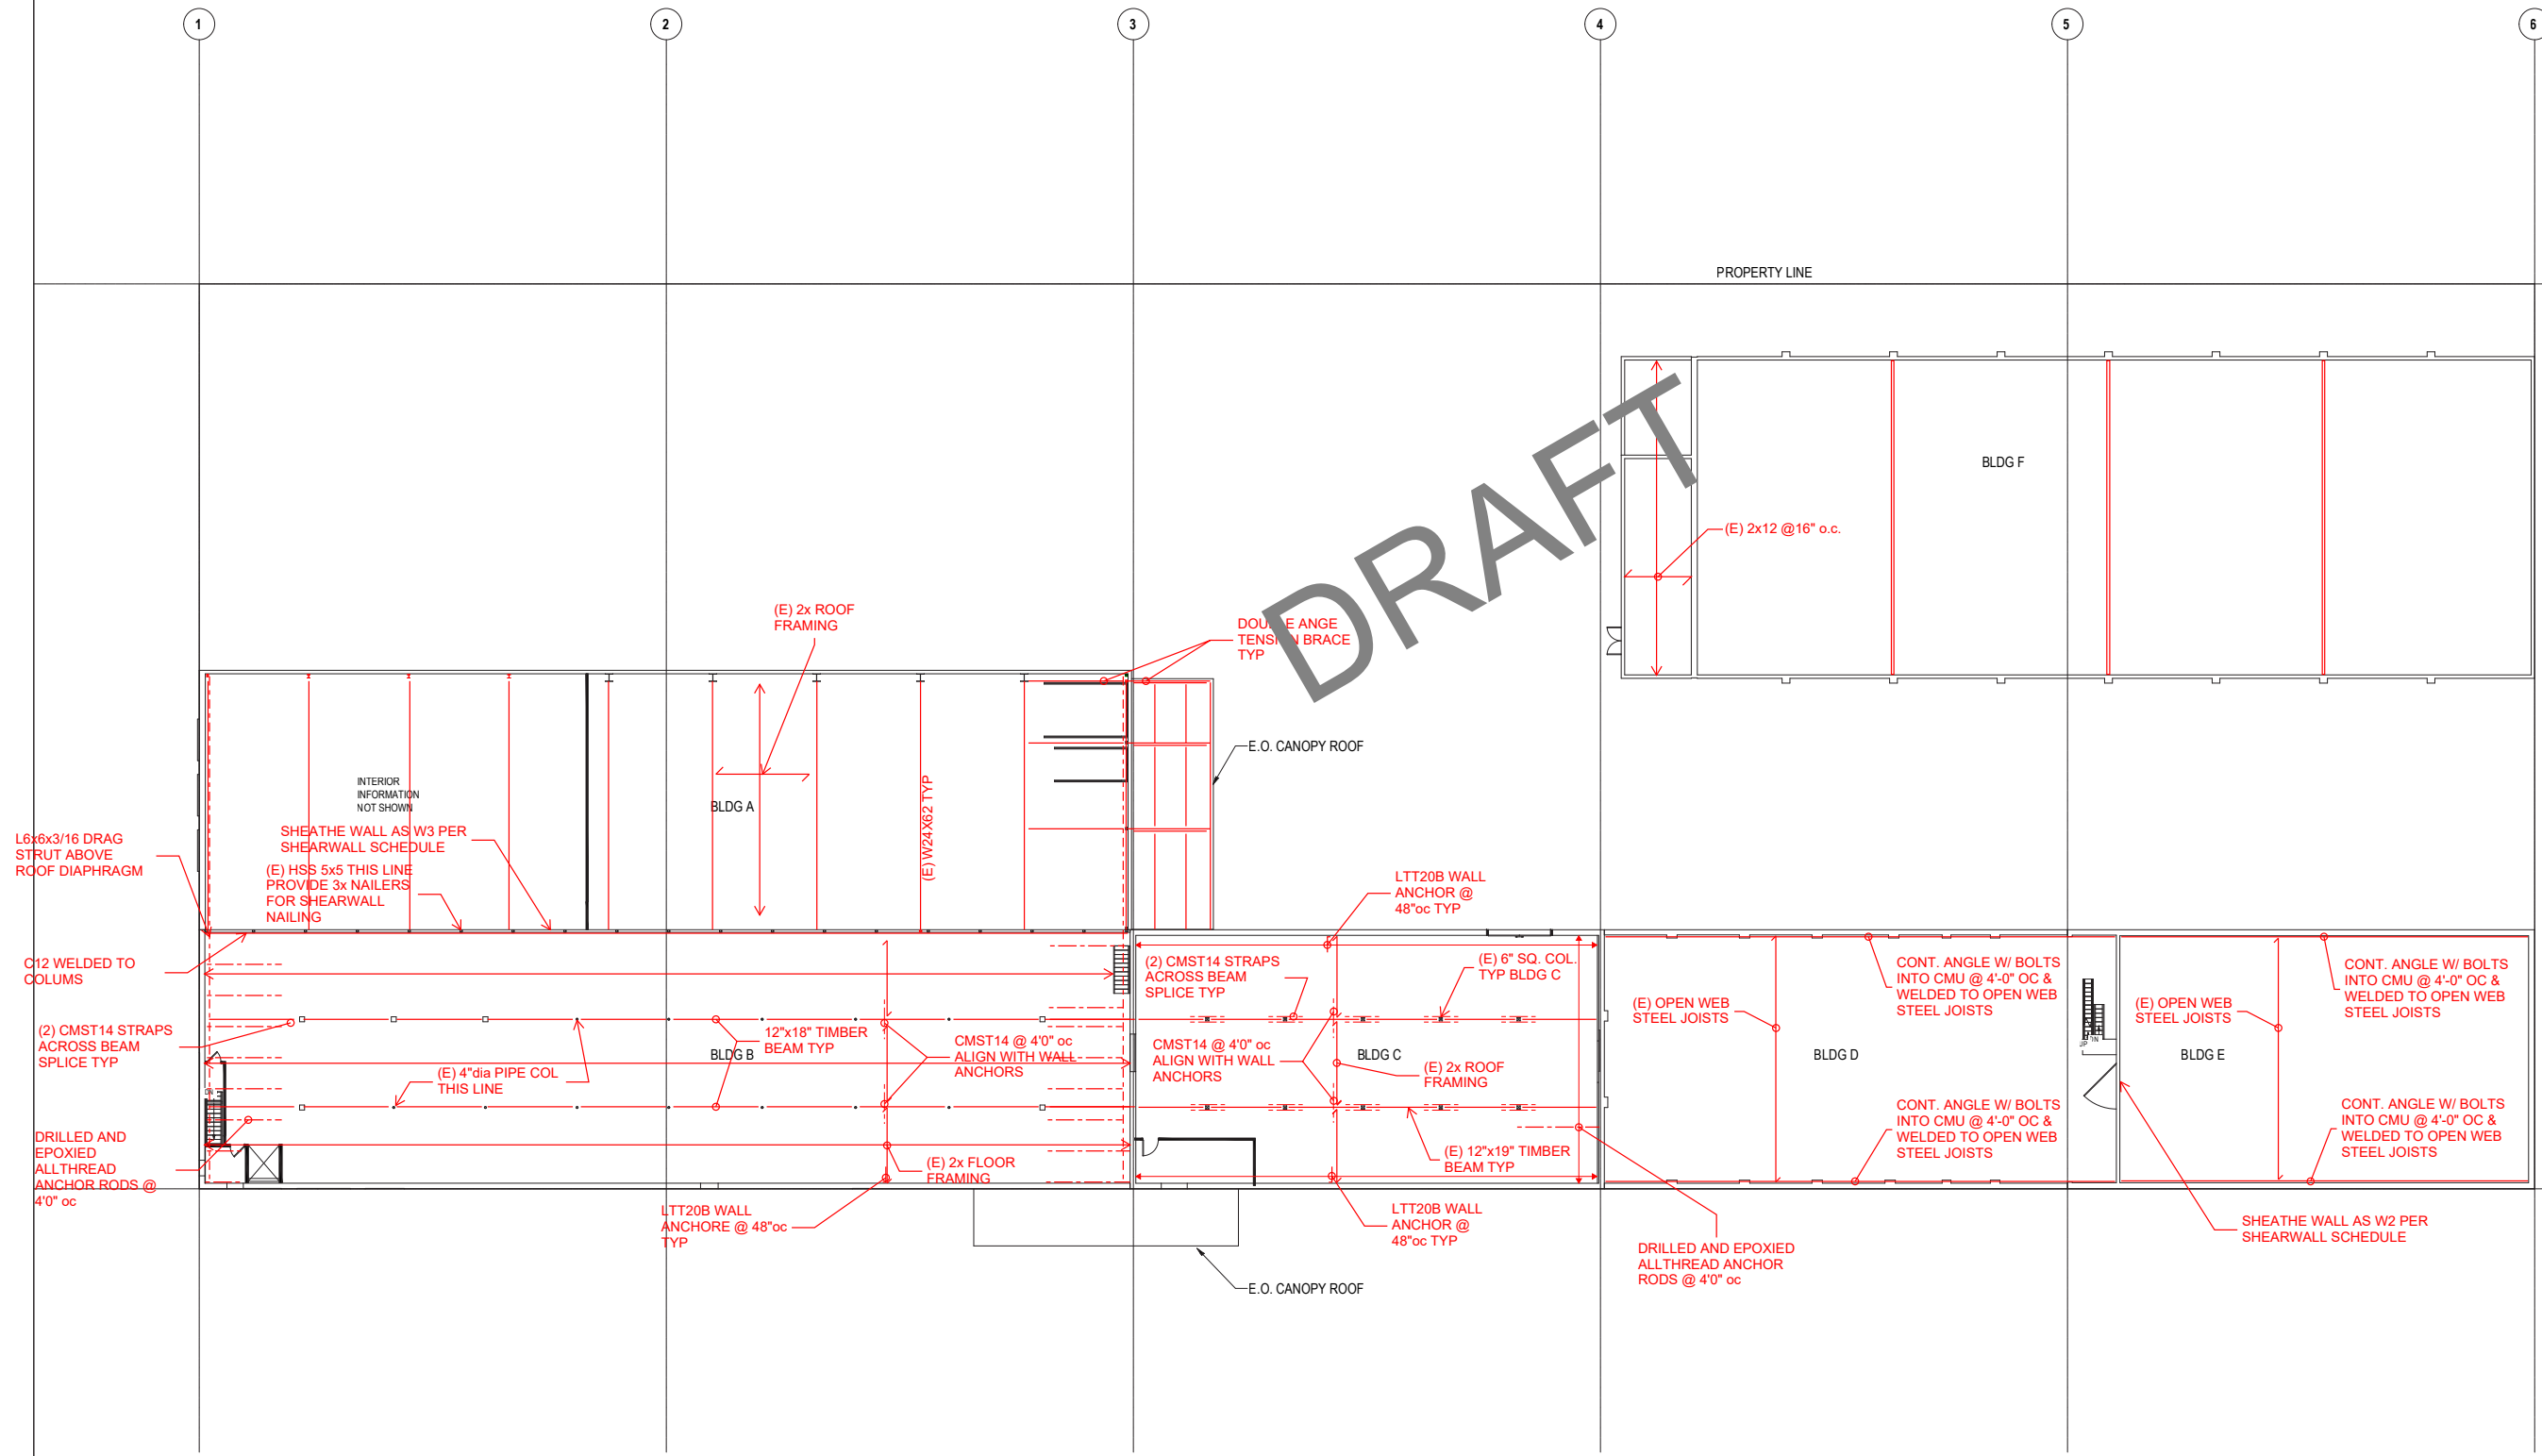 1
2
3
4
5
6
PROPERTY LINE
BLDG F
(E) 2x12 @16" o.c.
DRAFT
(E) 2x ROOF
FRAMING
DOUBLE ANGE
TENSION BRACE
TYP
E.O. CANOPY ROOF
INTERIOR
INFORMATION
NOT SHOWN
BLDG A
(E) W24X62 TYP
L6x6x3/16 DRAG
STRUT ABOVE
ROOF DIAPHRAGM
SHEATHE WALL AS W3 PER
SHEARWALL SCHEDULE
(E) HSS 5x5 THIS LINE
PROVIDE 3x NAILERS
FOR SHEARWALL
NAILING
LTT20B WALL
ANCHOR @
48"oc TYP
C12 WELDED TO
COLUMS
(2) CMST14 STRAPS
ACROSS BEAM
SPLICE TYP
(E) 6" SQ. COL.
TYP BLDG C
(E) OPEN WEB
STEEL JOISTS
CONT. ANGLE W/ BOLTS
INTO CMU @ 4'-0" OC &
WELDED TO OPEN WEB
STEEL JOISTS
(E) OPEN WEB
STEEL JOISTS
CONT. ANGLE W/ BOLTS
INTO CMU @ 4'-0" OC &
WELDED TO OPEN WEB
STEEL JOISTS
(2) CMST14 STRAPS
ACROSS BEAM
SPLICE TYP
12"x18" TIMBER
BEAM TYP
BLDG B
CMST14 @ 4'0" oc
ALIGN WITH WALL
ANCHORS
CMST14 @ 4'0" oc
ALIGN WITH WALL
ANCHORS
BLDG C
(E) 2x ROOF
FRAMING
BLDG D
UP
BLDG E
(E) 4"dia PIPE COL
THIS LINE
DRILLED AND
EPOXIED
ALLTHREAD
ANCHOR RODS @
4'0" oc
(E) 2x FLOOR
FRAMING
(E) 12"x19" TIMBER
BEAM TYP
CONT. ANGLE W/ BOLTS
INTO CMU @ 4'-0" OC &
WELDED TO OPEN WEB
STEEL JOISTS
CONT. ANGLE W/ BOLTS
INTO CMU @ 4'-0" OC &
WELDED TO OPEN WEB
STEEL JOISTS
LTT20B WALL
ANCHORE @ 48"oc
TYP
LTT20B WALL
ANCHOR @
48"oc TYP
DRILLED AND EPOXIED
ALLTHREAD ANCHOR
RODS @ 4'0" oc
SHEATHE WALL AS W2 PER
SHEARWALL SCHEDULE
E.O. CANOPY ROOF